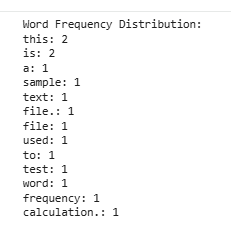 Word Frequency Distribution:
this: 2
is: 2
a: 1
sample: 1
text: 1
file.: 1
file: 1
used: 1
to: 1
test: 1
word: 1
frequency: 1
calculation.: 1